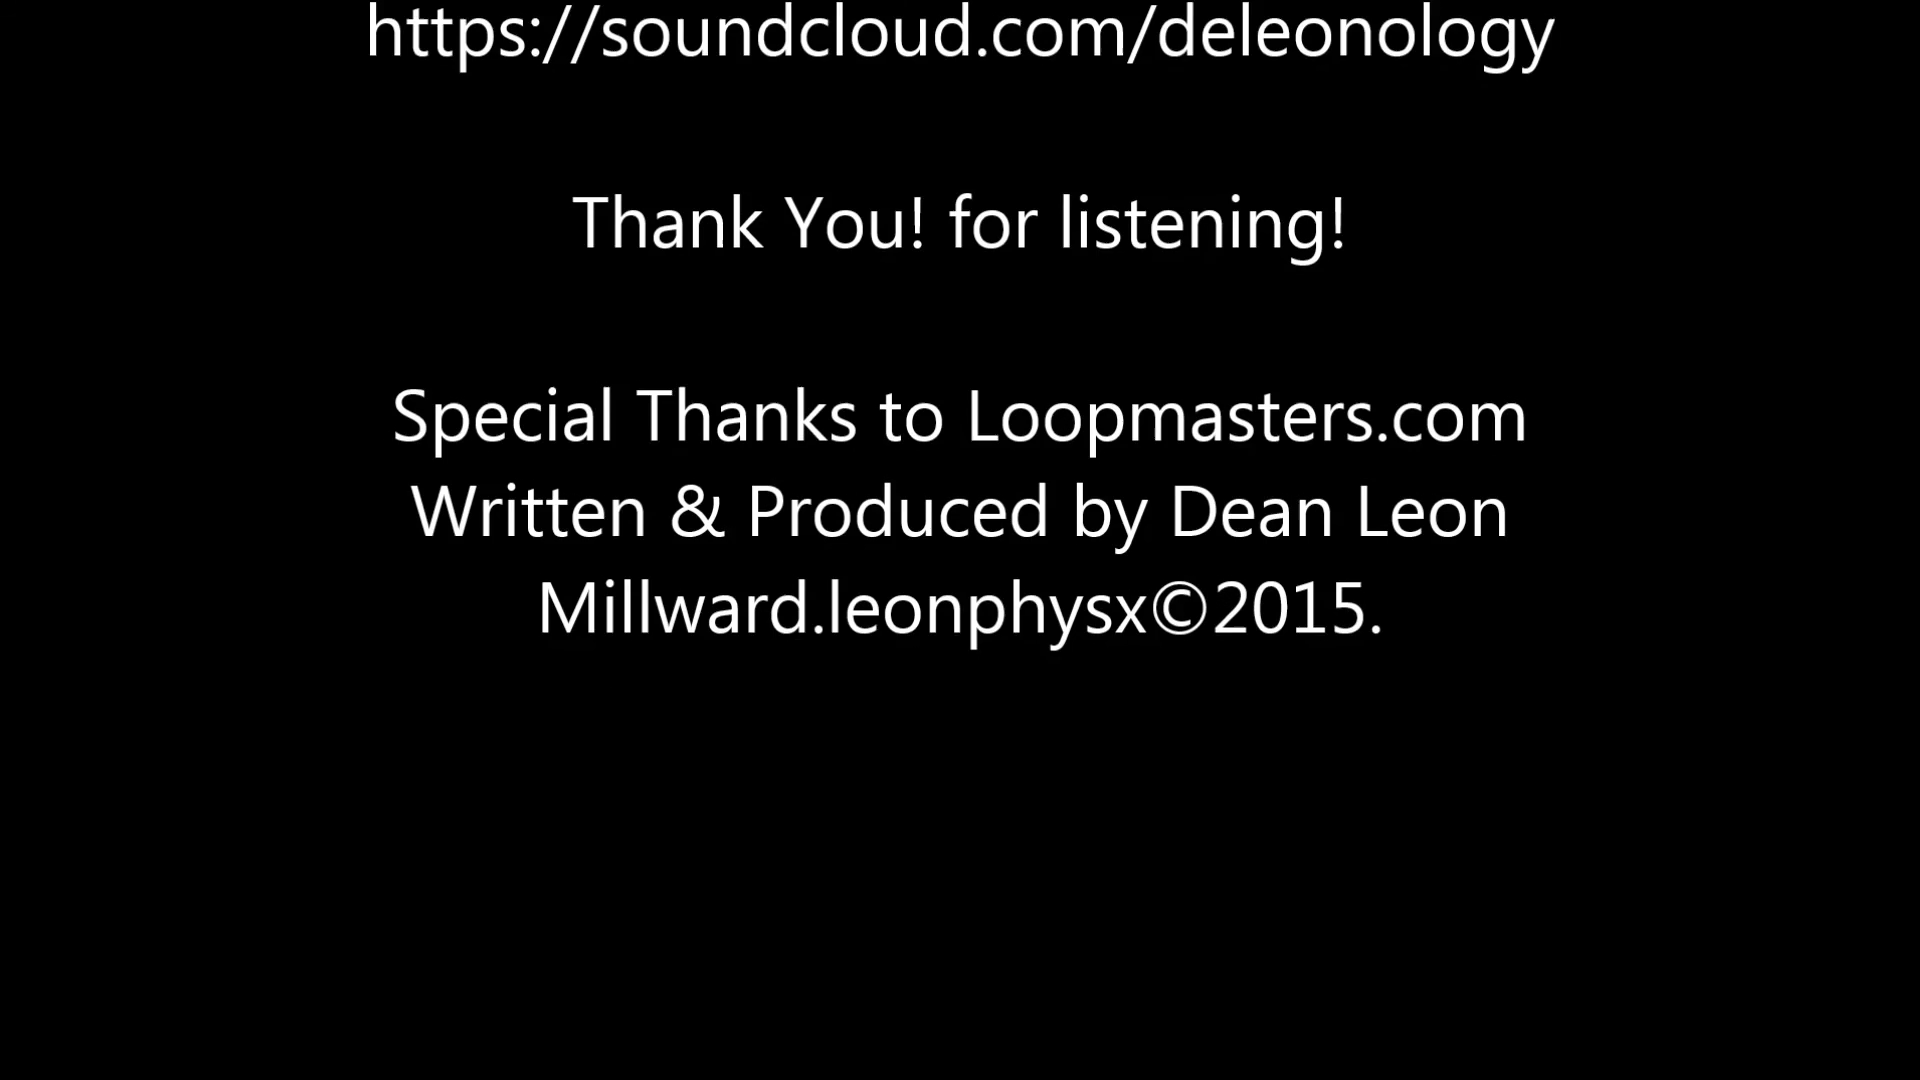 https://soundcloud.com/deleonology
Thank You! for listening!
Special Thanks to Loopmasters.com
Written & Produced by Dean Leon
Millward.leonphysx©2015.